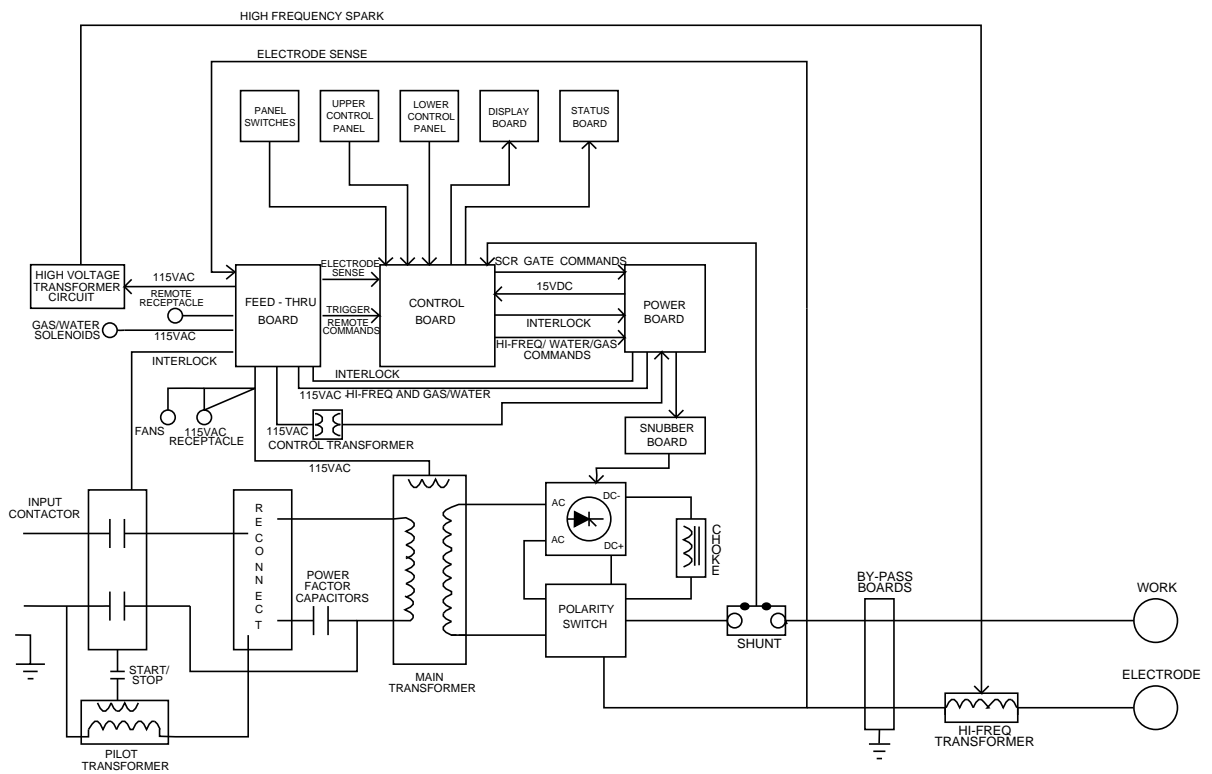 HIGH FREQUENCY SPARK
ELECTRODE SENSE
PANEL
SWITCHES
UPPER
CONTROL
PANEL
LOWER
CONTROL
PANEL
DISPLAY
BOARD
STATUS
BOARD
HIGH VOLTAGE
TRANSFORMER
CIRCUIT
115VAC
REMOTE
RECEPTACLE
GAS/WATER
SOLENOIDS
115VAC
INTERLOCK
FEED - THRU
BOARD
ELECTRODE
SENSE
TRIGGER
REMOTE
COMMANDS
CONTROL
BOARD
SCR GATE COMMANDS
15VDC
INTERLOCK
HI-FREQ/ WATER/GAS
COMMANDS
POWER
BOARD
INTERLOCK
115VAC -HI-FREQ AND GAS/WATER
FANS
115VAC
RECEPTACLE
115VAC
CONTROL TRANSFORMER
115VAC
SNUBBER
BOARD
INPUT
CONTACTOR
RECONNECT
POWER
FACTOR
CAPACITORS
MAIN
TRANSFORMER
AC
DC-
AC
DC+
CHOKE
POLARITY
SWITCH
SHUNT
BY-PASS
BOARDS
WORK
ELECTRODE
HI-FREQ
TRANSFORMER
START/
STOP
PILOT
TRANSFORMER